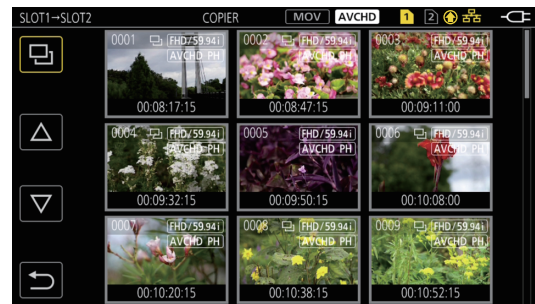 SLOT1→SLOT2 COPIER MOV AVCHD 1 2
0001 FHD/59.94i
AVCHD PH
00:08:17:15
0002 FHD/59.94i
AVCHD PH
00:08:47:15
0003 FHD/59.94i
AVCHD PH
00:09:11:00
0004 FHD/59.94i
AVCHD PH
00:09:32:15
0005 FHD/59.94i
AVCHD PH
00:09:50:15
0006 FHD/59.94i
AVCHD PH
00:10:08:00
0007 FHD/59.94i
AVCHD PH
00:10:20:15
0008 FHD/59.94i
AVCHD PH
00:10:38:15
0009 FHD/59.94i
AVCHD PH
00:10:52:15